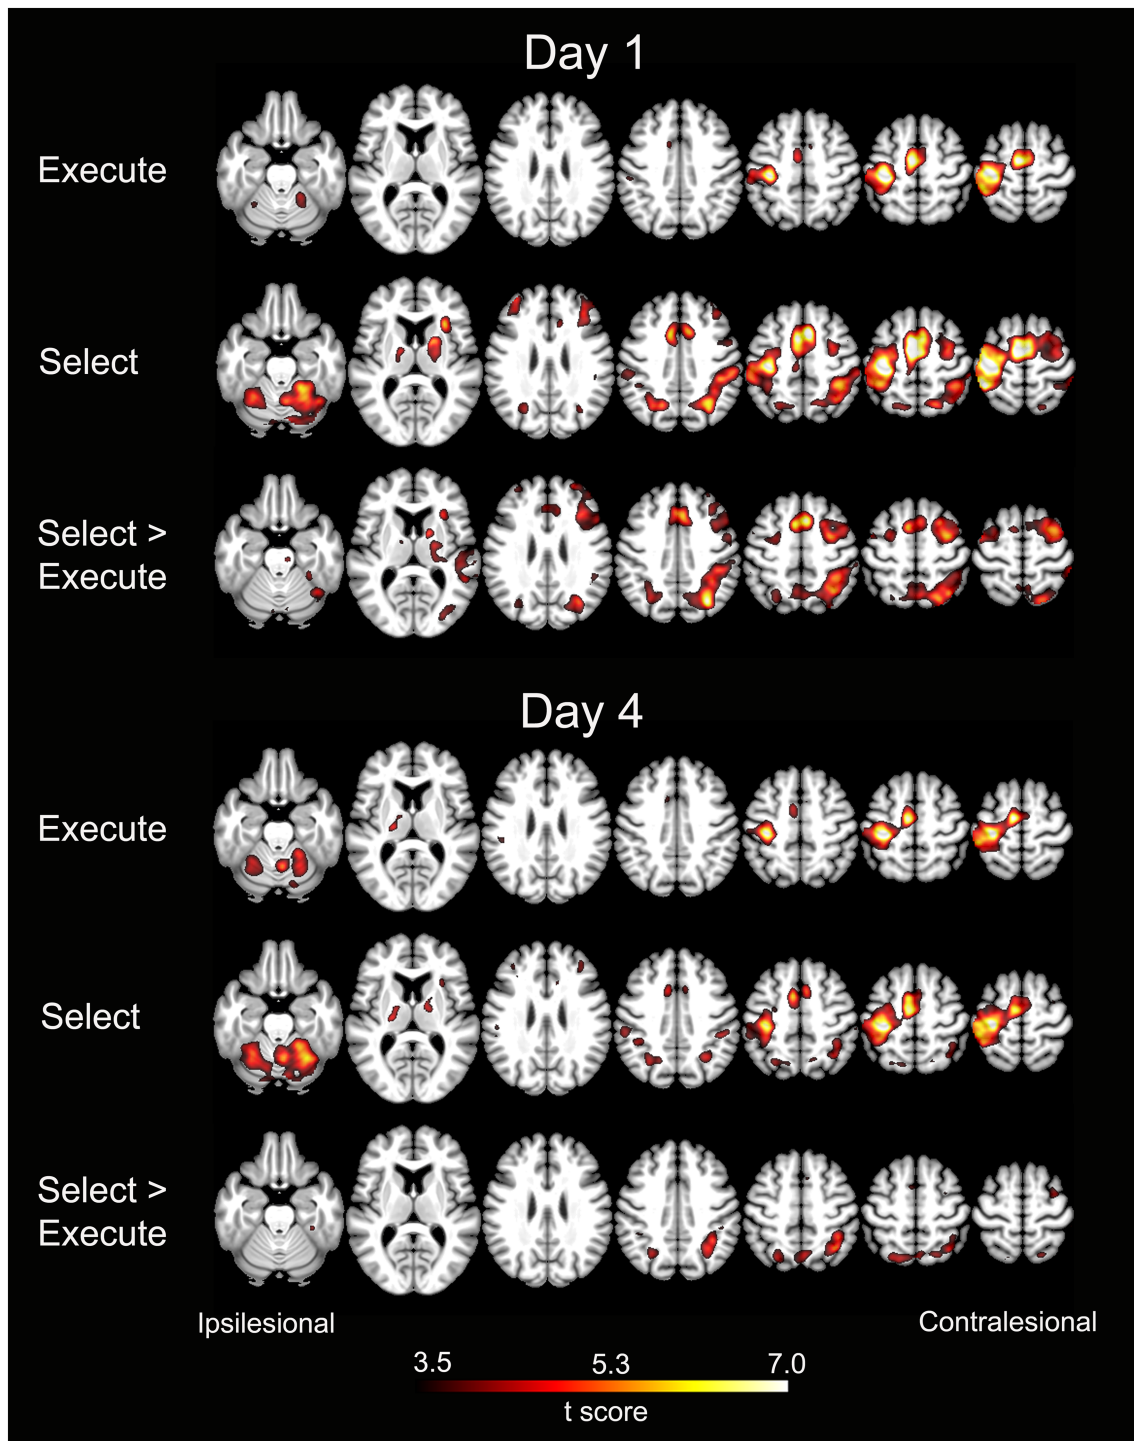 Day 1
Execute
Select
Select >
Execute
Day 4
Execute
Select
Select >
Execute
Ipsilesional
Contralesional
3.5 5.3 7.0
t score